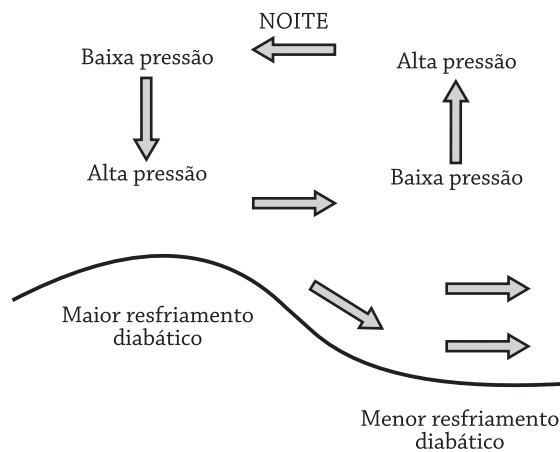 NOITE
Baixa pressão
Alta pressão
Alta pressão
Baixa pressão
Maior resfriamento
diabático
Menor resfriamento
diabático